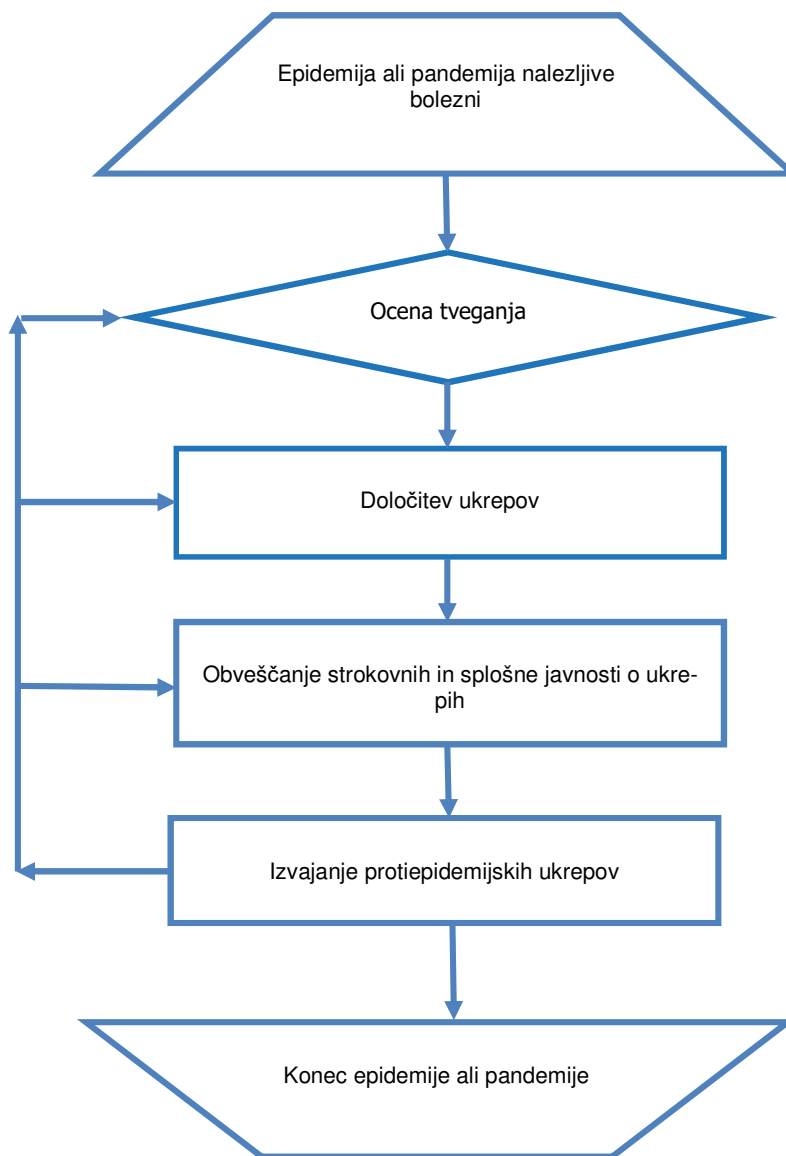 Epidemija ali pandemija nalezljive
bolezni
Ocena tveganja
Določitev ukrepov
Obveščanje strokovnih in splošne javnosti o ukre-
pih
Izvajanje protiepidemijskih ukrepov
Konec epidemije ali pandemije